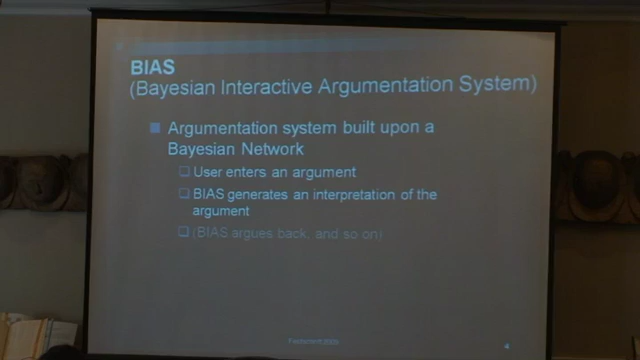 BIAS
(Bayesian Interactive Argumentation System)
Argumentation system built upon a
Bayesian Network
User enters an argument
BIAS generates an interpretation of the
argument
(BIAS argues back, and so on)
4